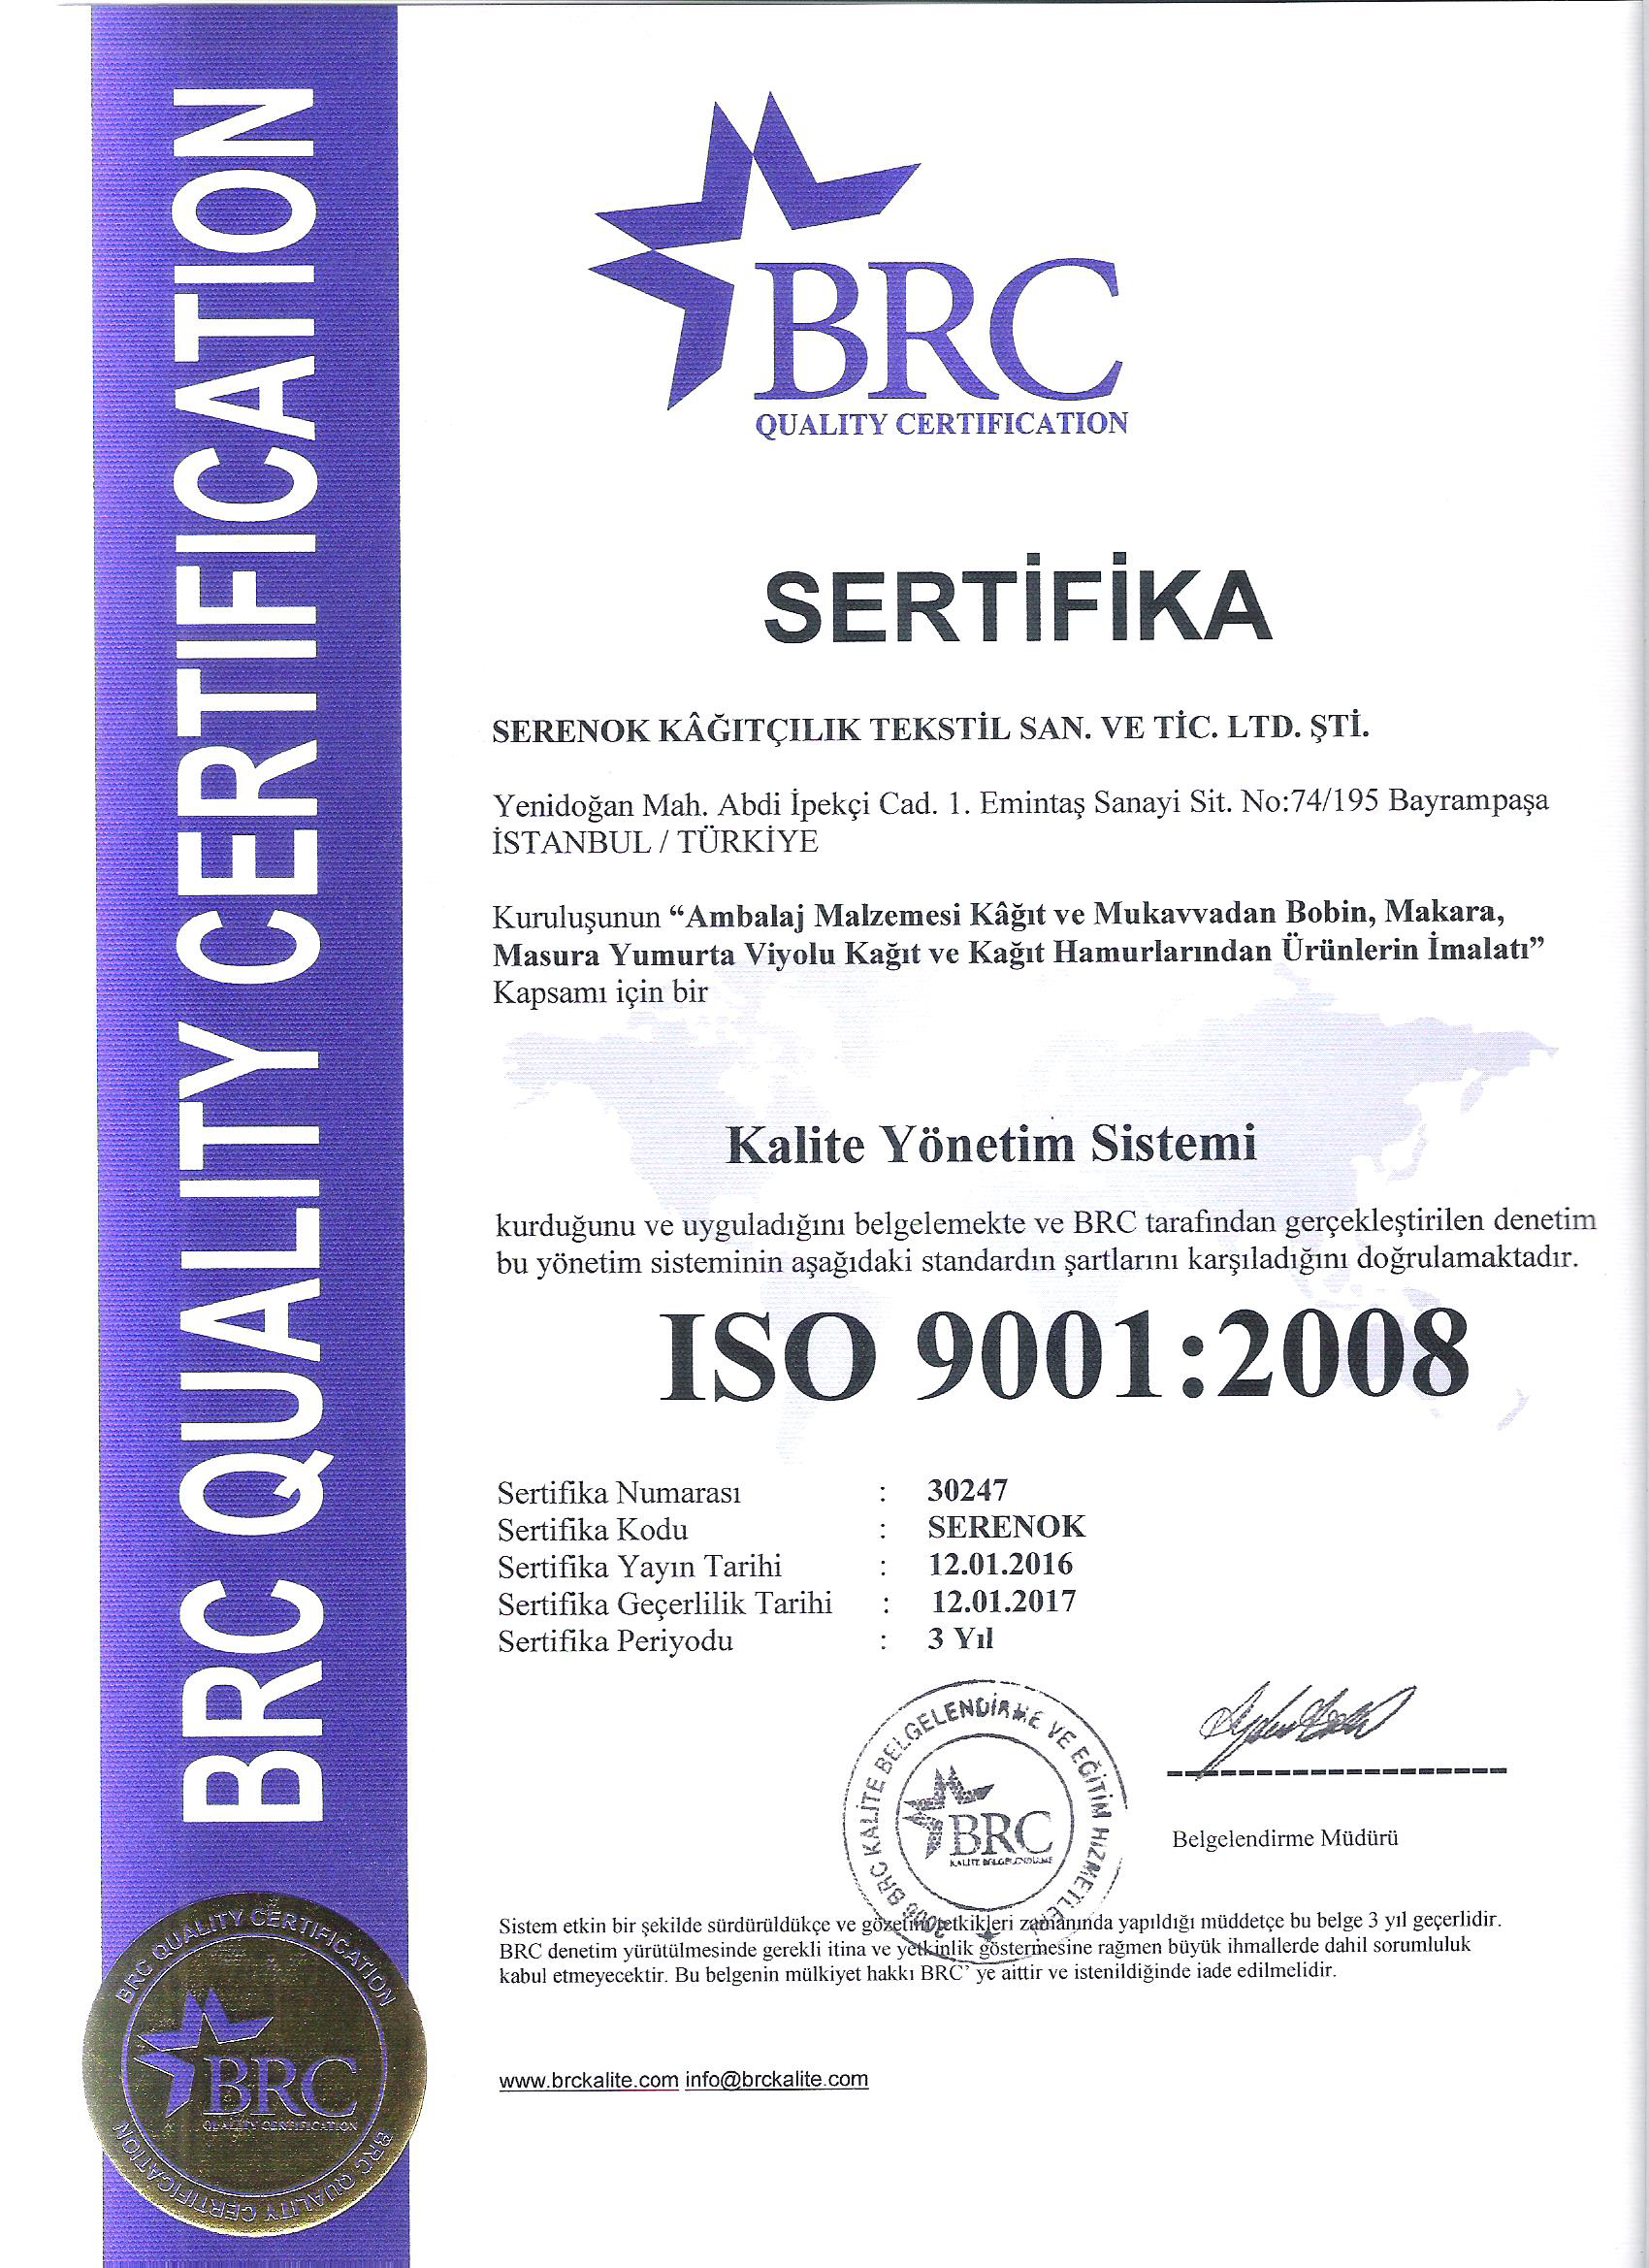 BRC QUALITY CERTIFICATION
BRC
QUALITY CERTIFICATION
SERTİFİKA
SERENOK KÂĞITÇILIK TEKSTİL SAN. VE TİC. LTD. ŞTİ.
Yenidoğan Mah. Abdi İpekçi Cad. 1. Emintaş Sanayi Sit. No:74/195 Bayrampaşa
İSTANBUL / TÜRKİYE
Kuruluşunun “Ambalaj Malzemesi Kâğıt ve Mukavvadan Bobin, Makara,
Masura Yumurta Viyolu Kağıt ve Kağıt Hamurlarından Ürünlerin İmalatı”
Kapsamı için bir
Kalite Yönetim Sistemi
kurduğunu ve uyguladığını belgelemekte ve BRC tarafından gerçekleştirilen denetim
bu yönetim sisteminin aşağıdaki standardın şartlarını karşıladığını doğrulamaktadır.
ISO 9001:2008
Sertifika Numarası : 30247
Sertifika Kodu : SERENOK
Sertifika Yayın Tarihi : 12.01.2016
Sertifika Geçerlilik Tarihi : 12.01.2017
Sertifika Periyodu : 3 Yıl
BRC KALİTE BELGELENDİRME VE EĞİTİM HİZMETLERİ
BRC
KALİTE BELGELENDİRME
Belgelendirme Müdürü
Sistem etkin bir şekilde sürdürüldükçe ve gözetim tetkikleri zamanında yapıldığı müddetçe bu belge 3 yıl geçerlidir.
BRC denetim yürütülmesinde gerekli itina ve yetkinlik göstermesine rağmen büyük ihmallerde dahil sorumluluk
kabul etmeyecektir. Bu belgenin mülkiyet hakkı BRC’ ye aittir ve istenildiğinde iade edilmelidir.
www.brckalite.com info@brckalite.com
BRC QUALITY CERTIFICATION
BRC
QUALITY CERTIFICATION
BRC QUALITY CERTIFICATION